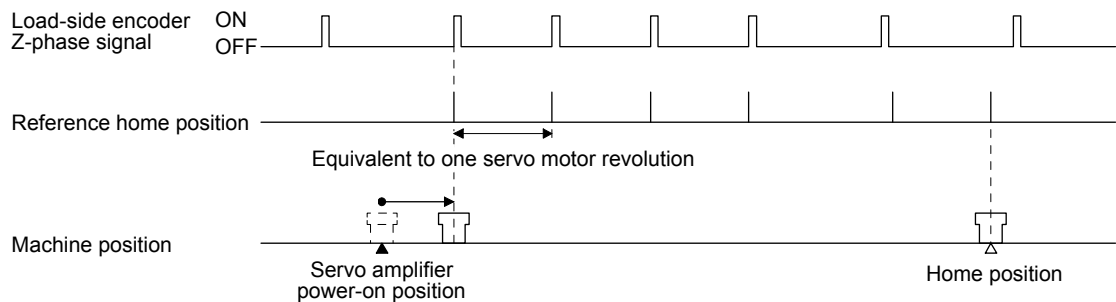 Load-side encoder ON
Z-phase signal OFF
Reference home position
Equivalent to one servo motor revolution
Machine position
Servo amplifier
power-on position
Home position